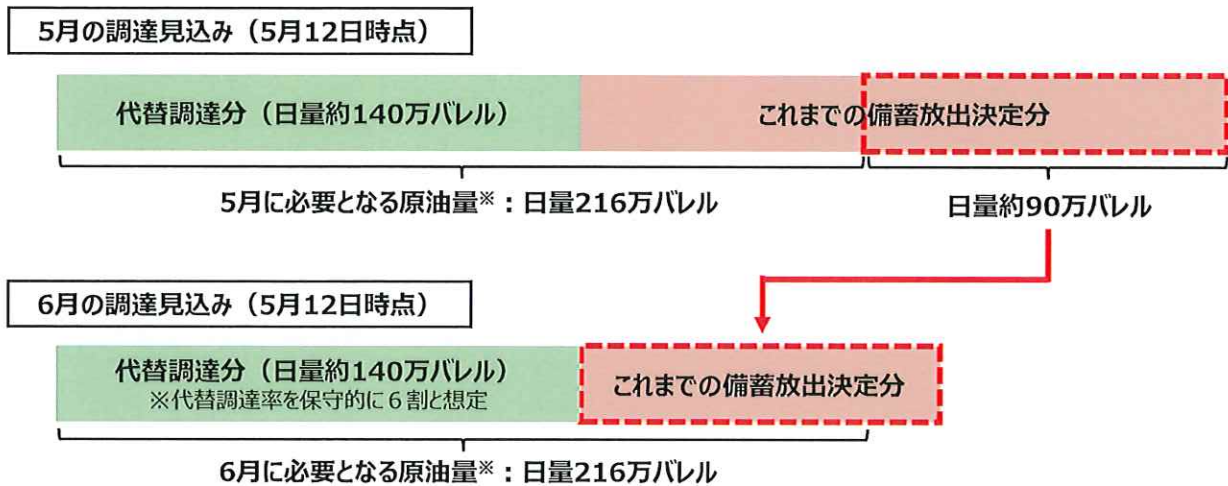 5月の調達見込み(5月12日時点)
代替調達分(日量約140万バレル)
これまでの備蓄放出決定分
5月に必要となる原油量※:日量216万バレル
日量約90万バレル
6月の調達見込み(5月12日時点)
代替調達分(日量約140万バレル)
※代替調達率を保守的に6割と想定
これまでの備蓄放出決定分
6月に必要となる原油量※:日量216万バレル